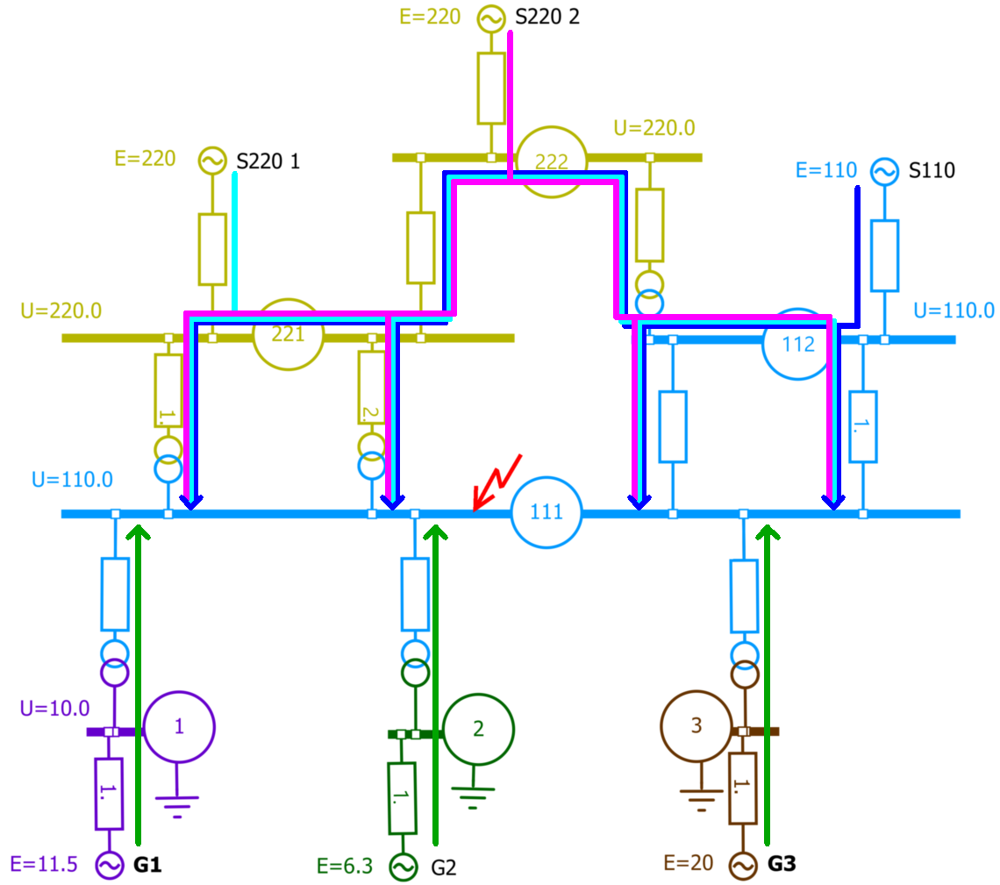 E=220 S220 2
U=220.0
222
E=220 S220 1
E=110 S110
U=220.0
221
U=110.0
112
1.
2.
1.
U=110.0
111
U=10.0
1
2
3
1.
1.
1.
E=11.5 G1
E=6.3 G2
E=20 G3